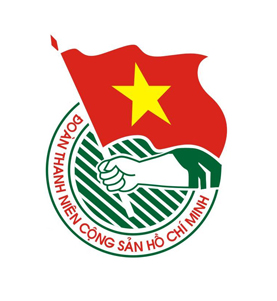 ĐOÀN THANH NIÊN CỘNG SẢN HỒ CHÍ MINH